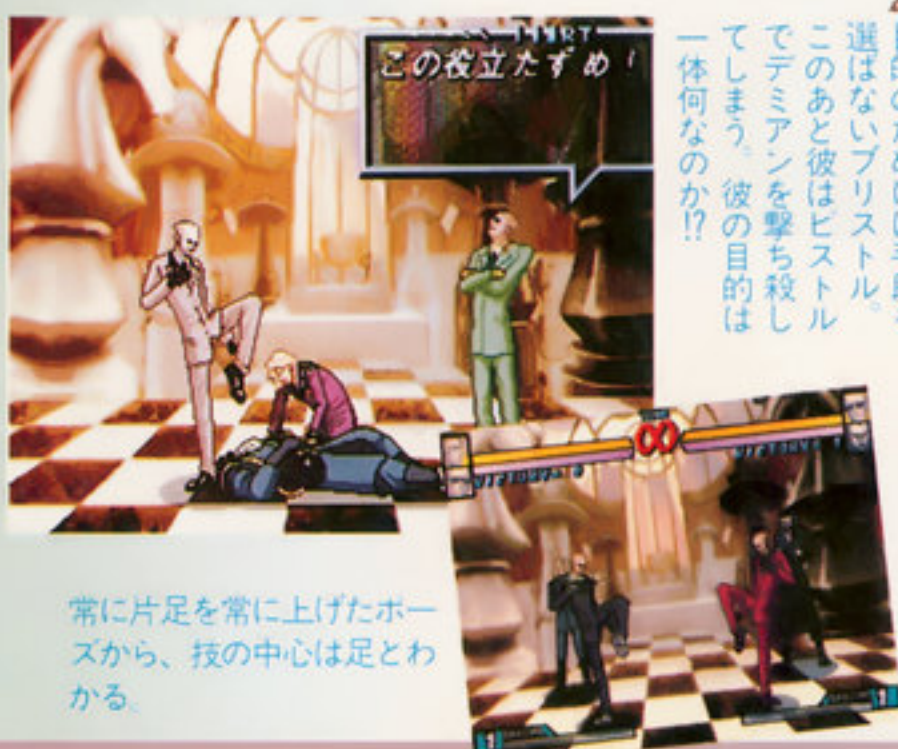 選ばないブリストル。
このあと彼はピストル
でデミアンを撃ち殺し
てしまう。彼の目的は
一体何なのか!?
この役立たずめ!
常に片足を常に上げたポー
ズから、技の中心は足とわ
かる。